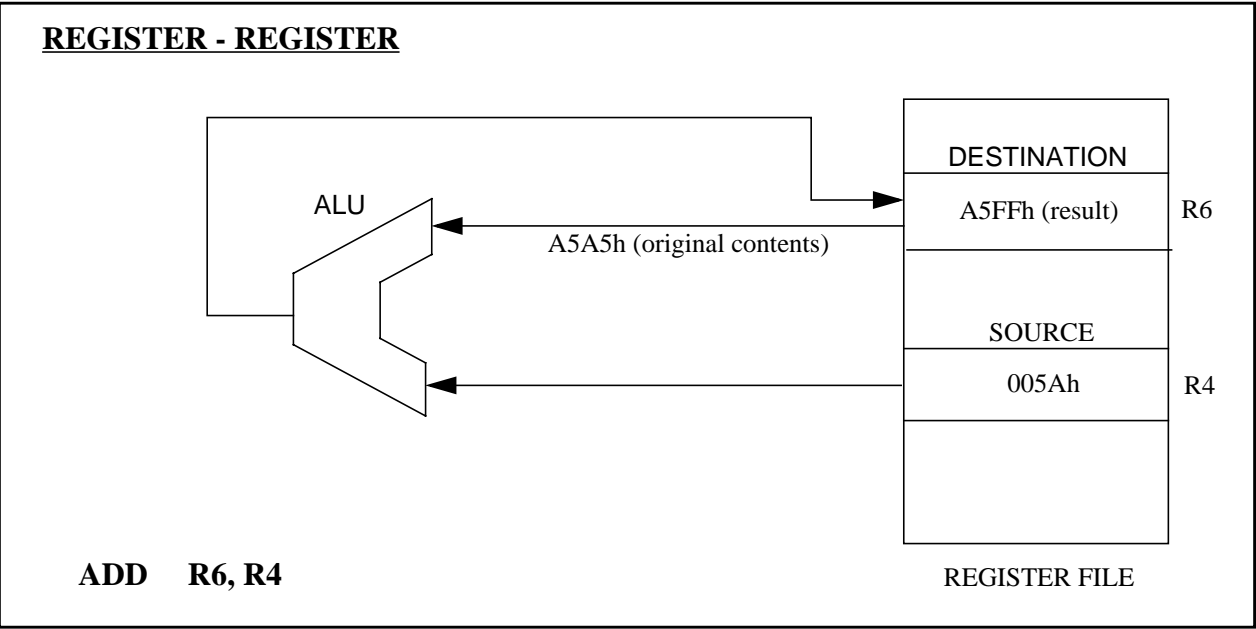 REGISTER - REGISTER
DESTINATION
ALU
A5FFh (result)
R6
A5A5h (original contents)
SOURCE
005Ah
R4
ADD R6, R4
REGISTER FILE